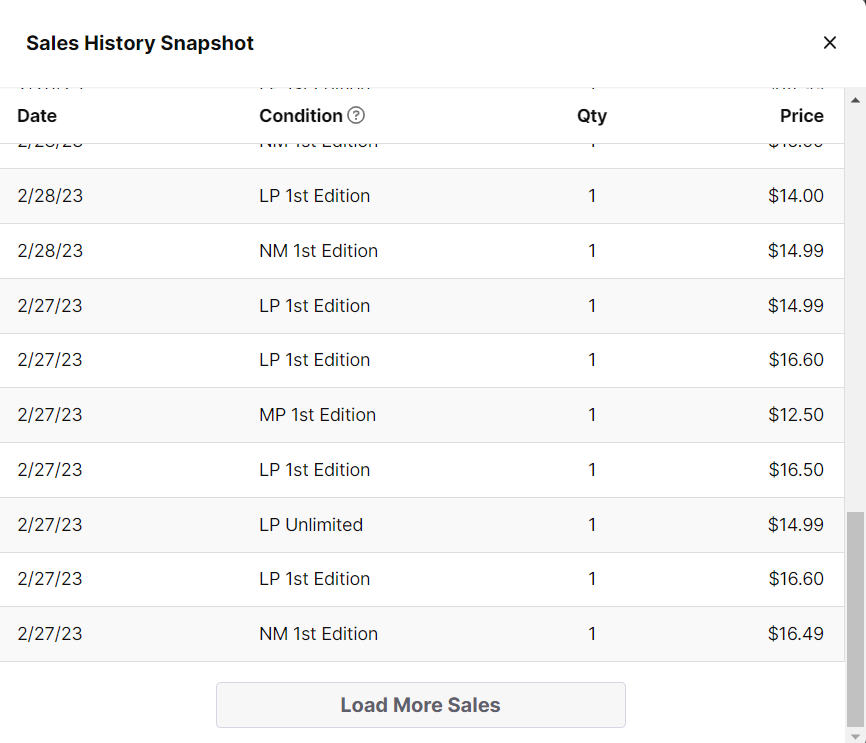 Sales History Snapshot
Date Condition Qty Price
2/28/23 LP 1st Edition 1 $14.00
2/28/23 NM 1st Edition 1 $14.99
2/27/23 LP 1st Edition 1 $14.99
2/27/23 LP 1st Edition 1 $16.60
2/27/23 MP 1st Edition 1 $12.50
2/27/23 LP 1st Edition 1 $16.50
2/27/23 LP Unlimited 1 $14.99
2/27/23 LP 1st Edition 1 $16.60
2/27/23 NM 1st Edition 1 $16.49
Load More Sales